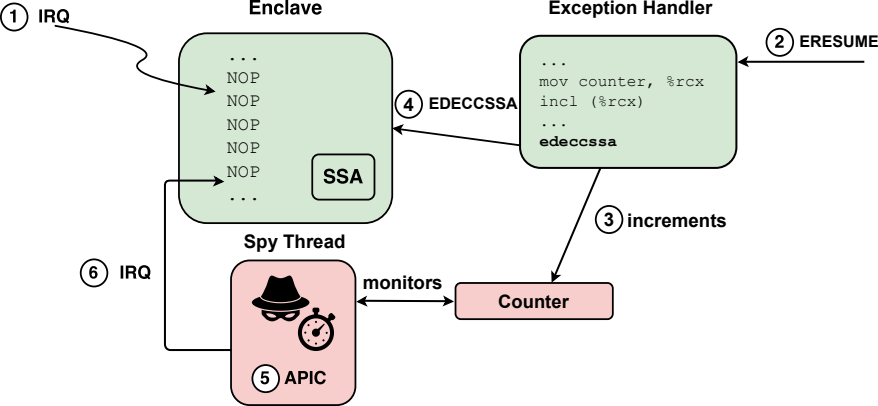 Enclave
Exception Handler
1 IRQ
2 ERESUME
...
NOP
NOP
NOP
NOP
NOP
...
SSA
4 EDECCSSA
...
mov counter, %rcx
incl (%rcx)
...
edeccssa
3 increments
Spy Thread
6 IRQ
monitors
Counter
5 APIC